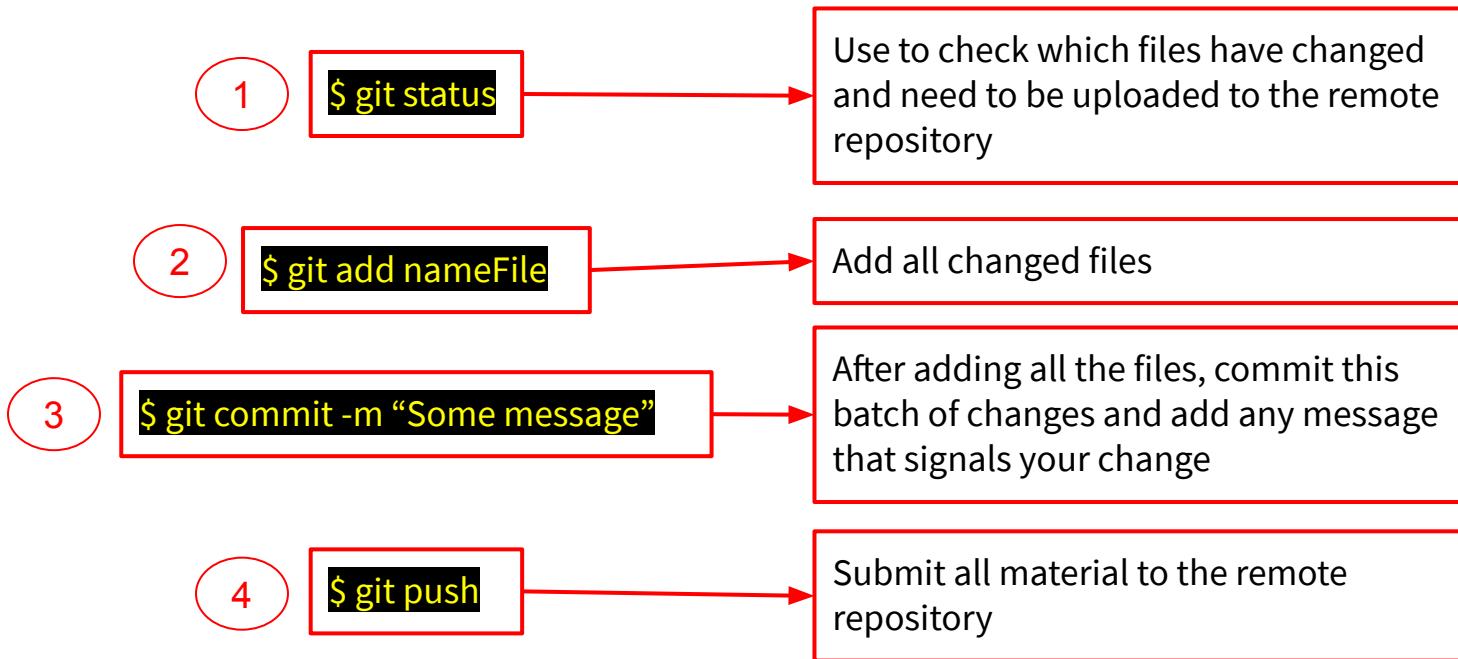 1
$ git status
Use to check which files have changed
and need to be uploaded to the remote
repository
2
$ git add nameFile
Add all changed files
3
$ git commit -m “Some message”
After adding all the files, commit this
batch of changes and add any message
that signals your change
4
$ git push
Submit all material to the remote
repository